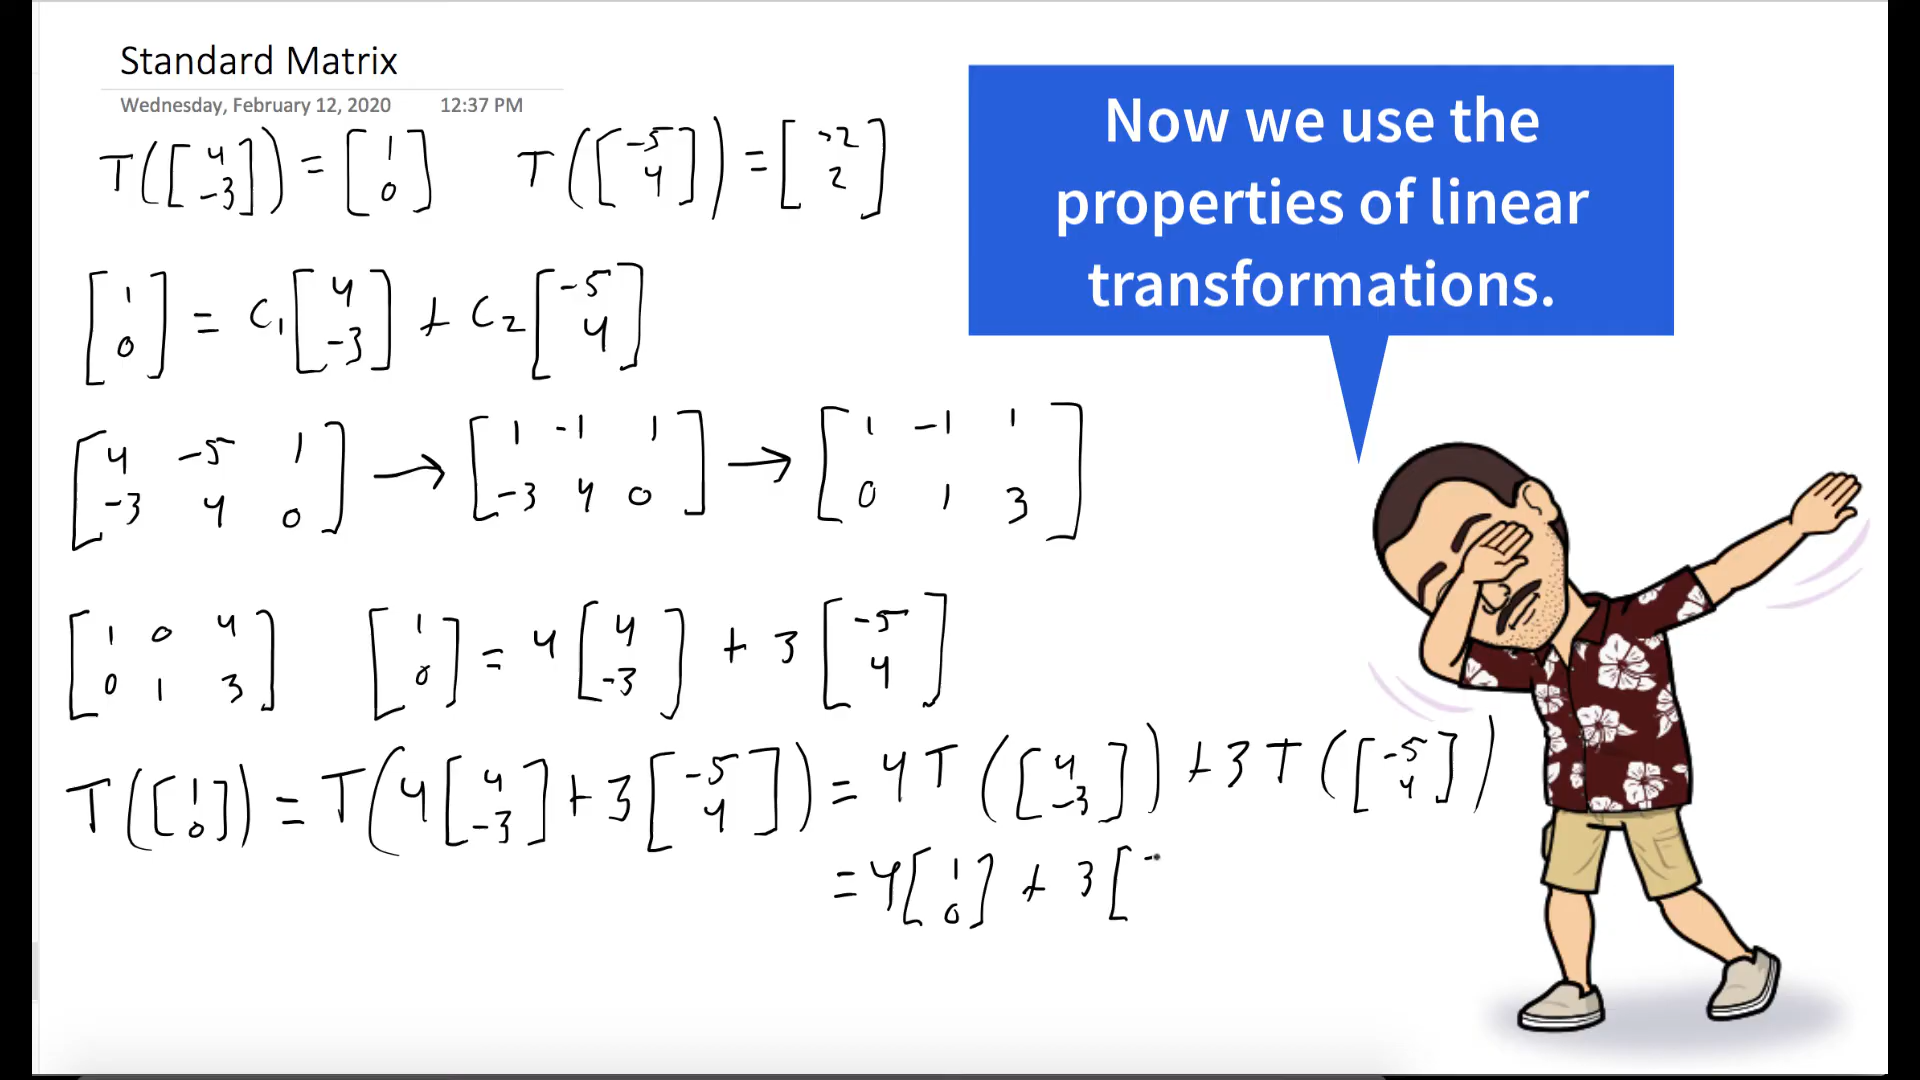 Standard Matrix
Wednesday, February 12, 2020 12:37 PM
T([4 -3]) = [1 0] T([-5 4]) = [-2 2]
[1 0] = C₁[4 -3] + C₂[-5 4]
[4 -5 1 -3 4 0] → [1 -1 1 -3 4 0] → [1 -1 1 0 1 3]
[1 0 4 0 1 3] [1 0] = 4[4 -3] + 3[-5 4]
T([1 0]) = T(4[4 -3] + 3[-5 4]) = 4T([4 -3]) + 3T([-5 4])
= 4[1 0] + 3[-
Now we use the
properties of linear
transformations.